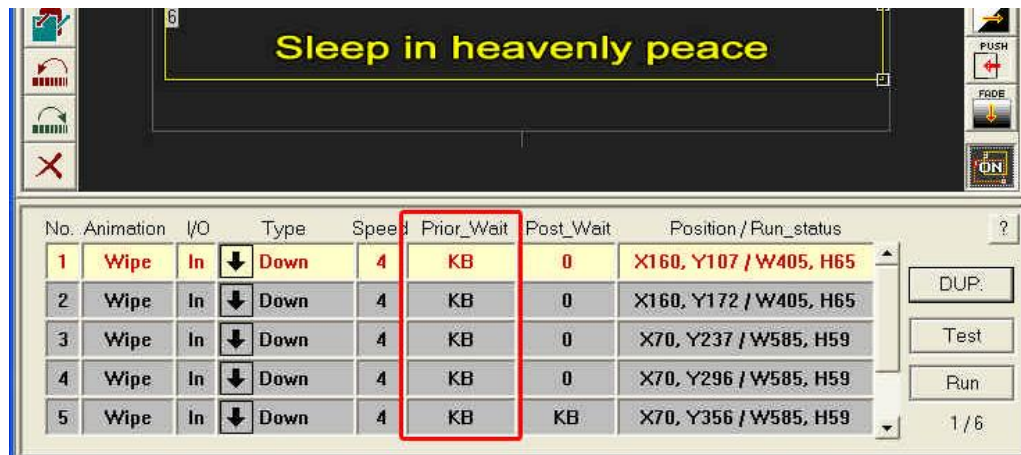 6
Sleep in heavenly peace
PUSH
FADE
ON
No. Animation I/O Type Speed Prior_Wait Post_Wait Position / Run_status ?
1 Wipe In Down 4 KB 0 X160, Y107 / W405, H65
2 Wipe In Down 4 KB 0 X160, Y172 / W405, H65
3 Wipe In Down 4 KB 0 X70, Y237 / W585, H59
4 Wipe In Down 4 KB 0 X70, Y296 / W585, H59
5 Wipe In Down 4 KB KB X70, Y356 / W585, H59
DUP.
Test
Run
1 / 6